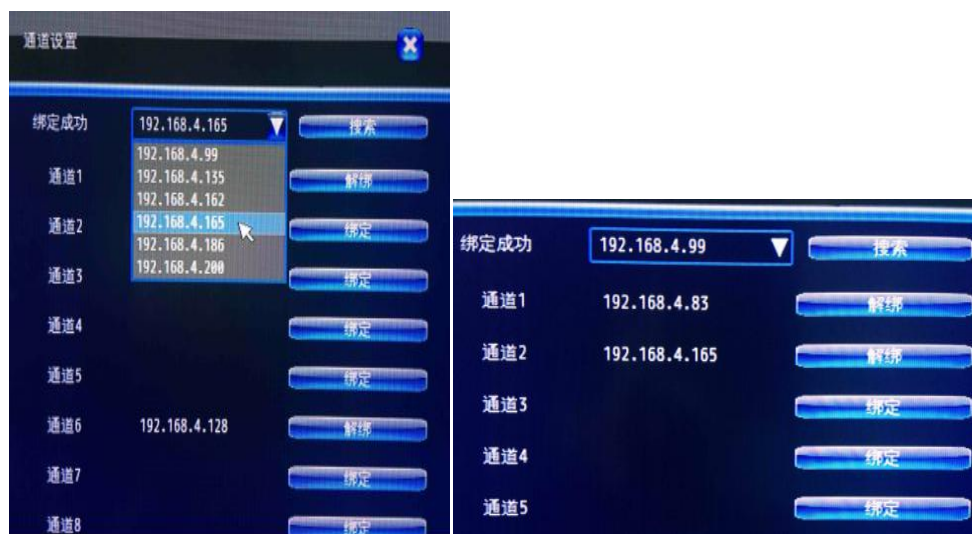 通道设置
绑定成功 192.168.4.165 搜索
192.168.4.99
通道1 192.168.4.135 解绑
192.168.4.162
通道2 192.168.4.165 绑定
192.168.4.186
通道3 192.168.4.200 绑定
通道4 绑定
通道5 绑定
通道6 192.168.4.128 解绑
通道7 绑定
通道8 绑定
绑定成功 192.168.4.99 搜索
通道1 192.168.4.83 解绑
通道2 192.168.4.165 解绑
通道3 绑定
通道4 绑定
通道5 绑定